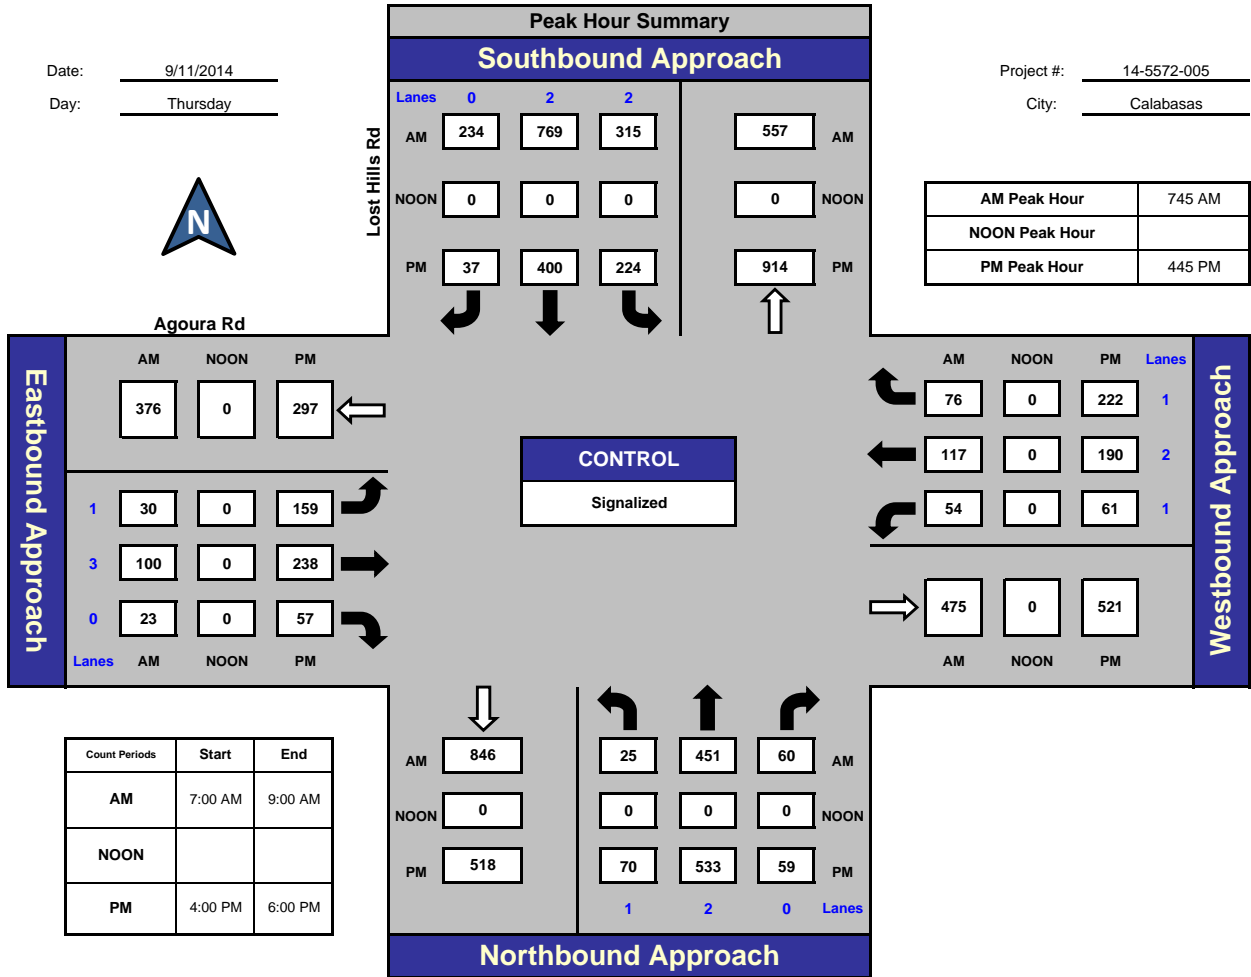 Peak Hour Summary
Southbound Approach
Date: 9/11/2014
Day: Thursday
Project #: 14-5572-005
City: Calabasas
N
Lost Hills Rd
Lanes 0 2 2
AM 234 769 315 557 AM
NOON 0 0 0 0 NOON
PM 37 400 224 914 PM
AM Peak Hour 745 AM
NOON Peak Hour
PM Peak Hour 445 PM
Agoura Rd
Eastbound Approach
AM NOON PM
376 0 297
1 30 0 159
3 100 0 238
0 23 0 57
Lanes AM NOON PM
CONTROL
Signalized
AM NOON PM Lanes
76 0 222 1
117 0 190 2
54 0 61 1
475 0 521
AM NOON PM
Westbound Approach
Count Periods Start End
AM 7:00 AM 9:00 AM
NOON
PM 4:00 PM 6:00 PM
AM 846 25 451 60 AM
NOON 0 0 0 0 NOON
PM 518 70 533 59 PM
1 2 0 Lanes
Northbound Approach